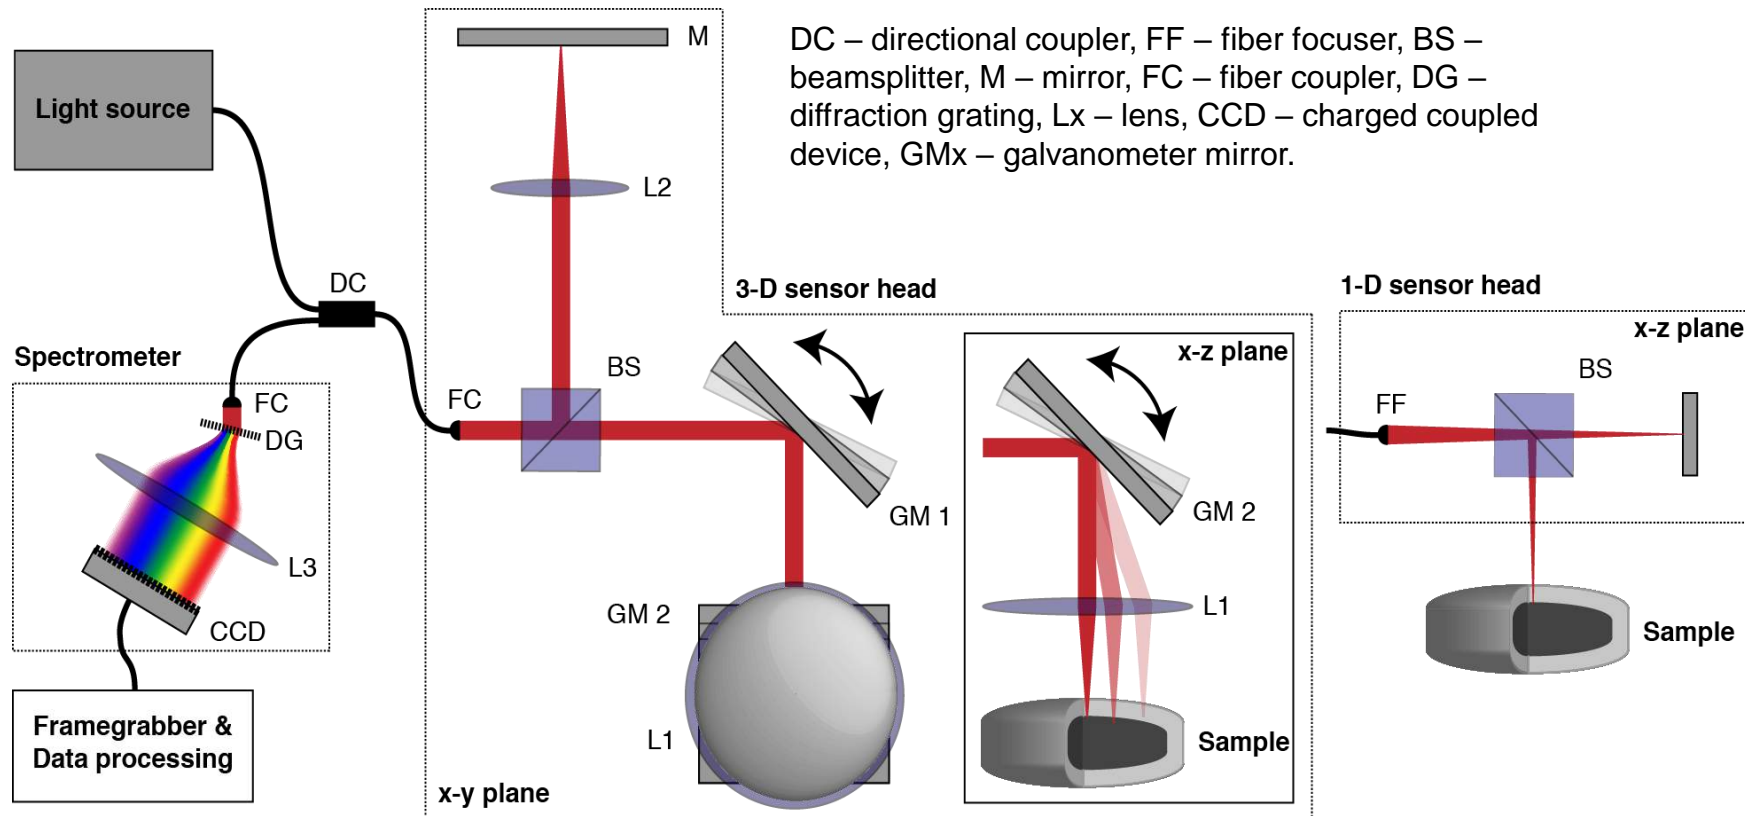 DC – directional coupler, FF – fiber focuser, BS –
beamsplitter, M – mirror, FC – fiber coupler, DG –
diffraction grating, Lx – lens, CCD – charged coupled
device, GMx – galvanometer mirror.
Light source
M
L2
DC
3-D sensor head
1-D sensor head
Spectrometer
x-z plane
x-z plane
BS
BS
FC
FC
FF
DG
GM 1
GM 2
L3
L1
CCD
GM 2
Sample
Framegrabber &
Data processing
L1
Sample
x-y plane